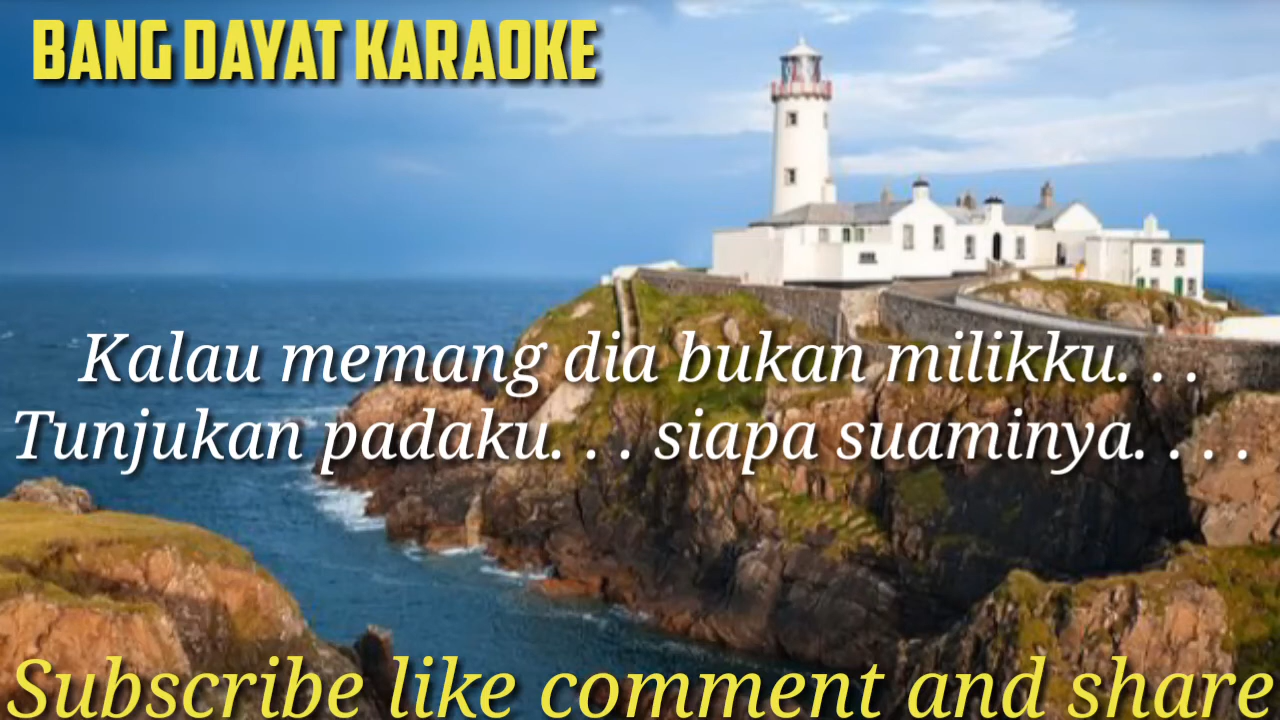 BANG DAYAT KARAOKE
Kalau memang dia bukan milikku. . .
Tunjukan padaku. . . siapa suaminya. . . .
Subscribe like comment and share